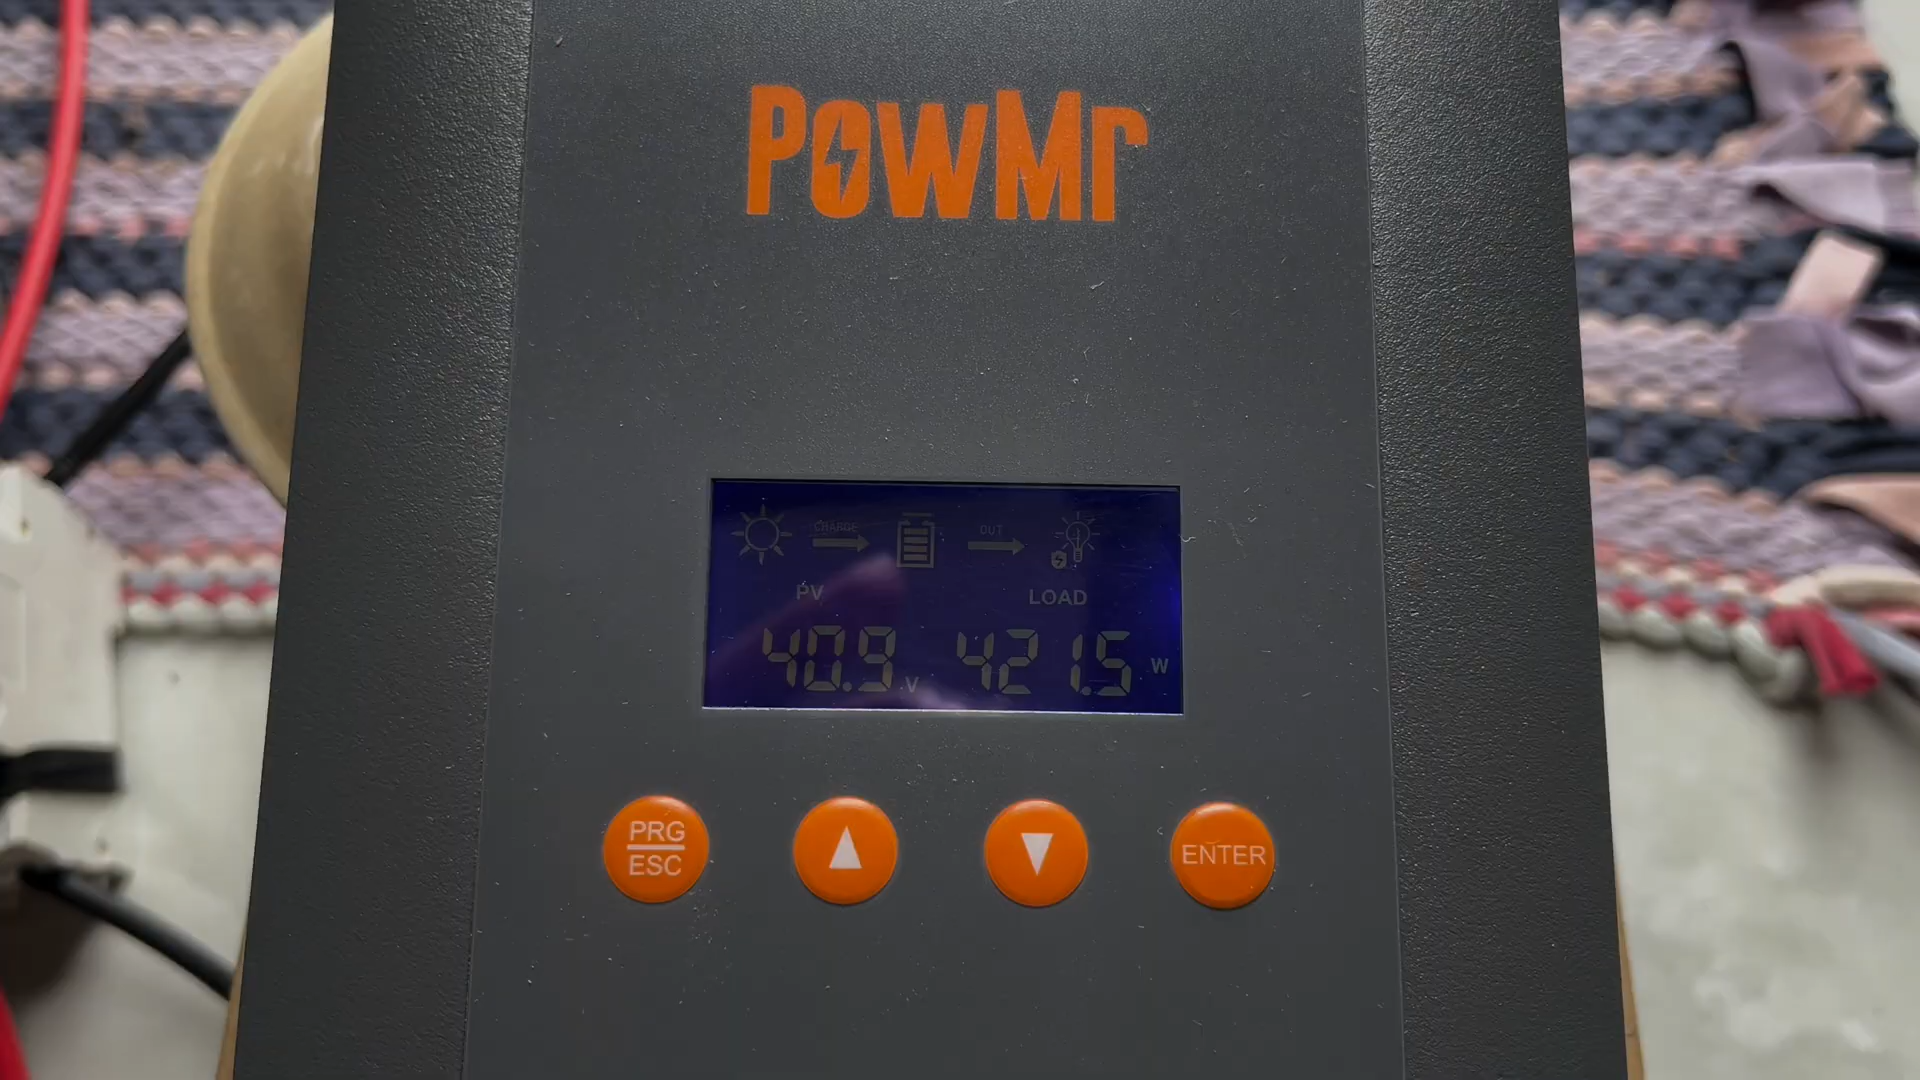 PowMr
CHARGE OUT
PV LOAD
40.9 V 421.5 W
PRG
ESC
ENTER